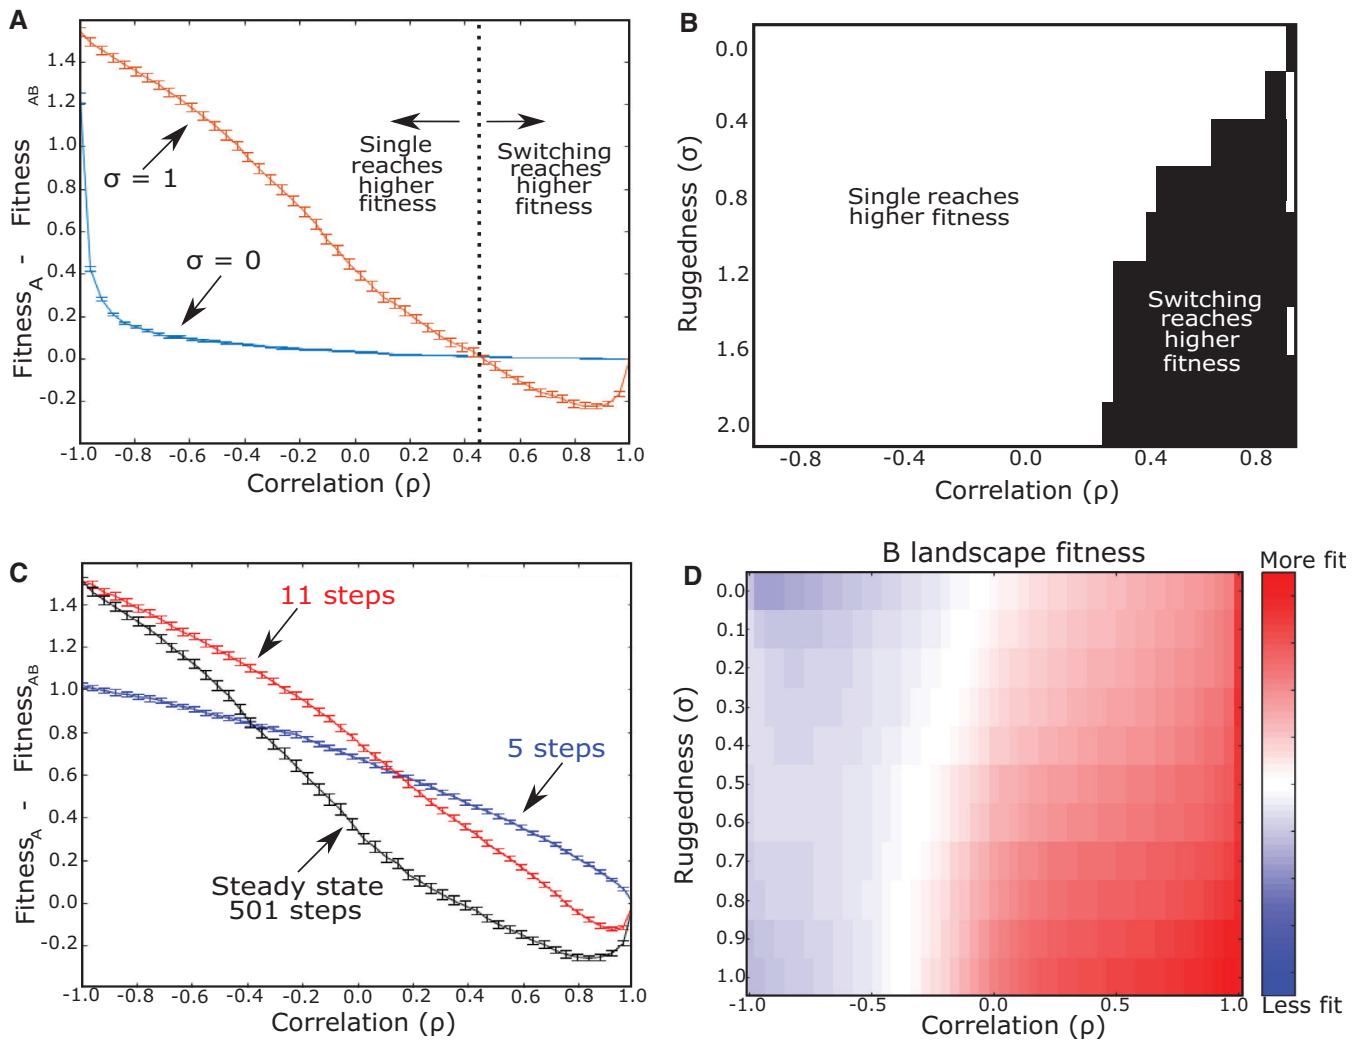 A
Fitness_A - Fitness_AB
1.4
1.2
1.0
0.8
0.6
0.4
0.2
0.0
-0.2
σ = 1
σ = 0
Single
reaches
higher
fitness
Switching
reaches
higher
fitness
-1.0 -0.8 -0.6 -0.4 -0.2 0.0 0.2 0.4 0.6 0.8 1.0
Correlation (ρ)
B
Ruggedness (σ)
0.0
0.4
0.8
1.2
1.6
2.0
Single reaches
higher fitness
Switching
reaches
higher
fitness
-0.8 -0.4 0.0 0.4 0.8
Correlation (ρ)
C
Fitness_A - Fitness_AB
1.4
1.2
1.0
0.8
0.6
0.4
0.2
0.0
-0.2
11 steps
5 steps
Steady state
501 steps
-1.0 -0.8 -0.6 -0.4 -0.2 0.0 0.2 0.4 0.6 0.8 1.0
Correlation (ρ)
D
B landscape fitness
Ruggedness (σ)
0.0
0.1
0.2
0.3
0.4
0.5
0.6
0.7
0.8
0.9
1.0
-1.0 -0.5 0.0 0.5 1.0
Correlation (ρ)
More fit
Less fit